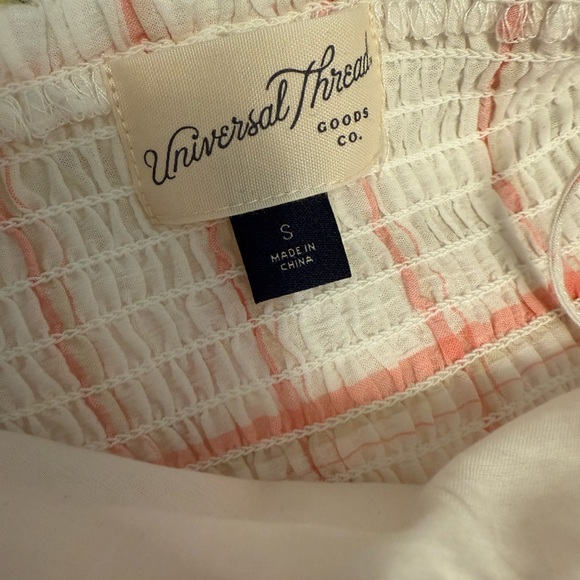 Universal Thread
GOODS
CO.
S
MADE IN
CHINA